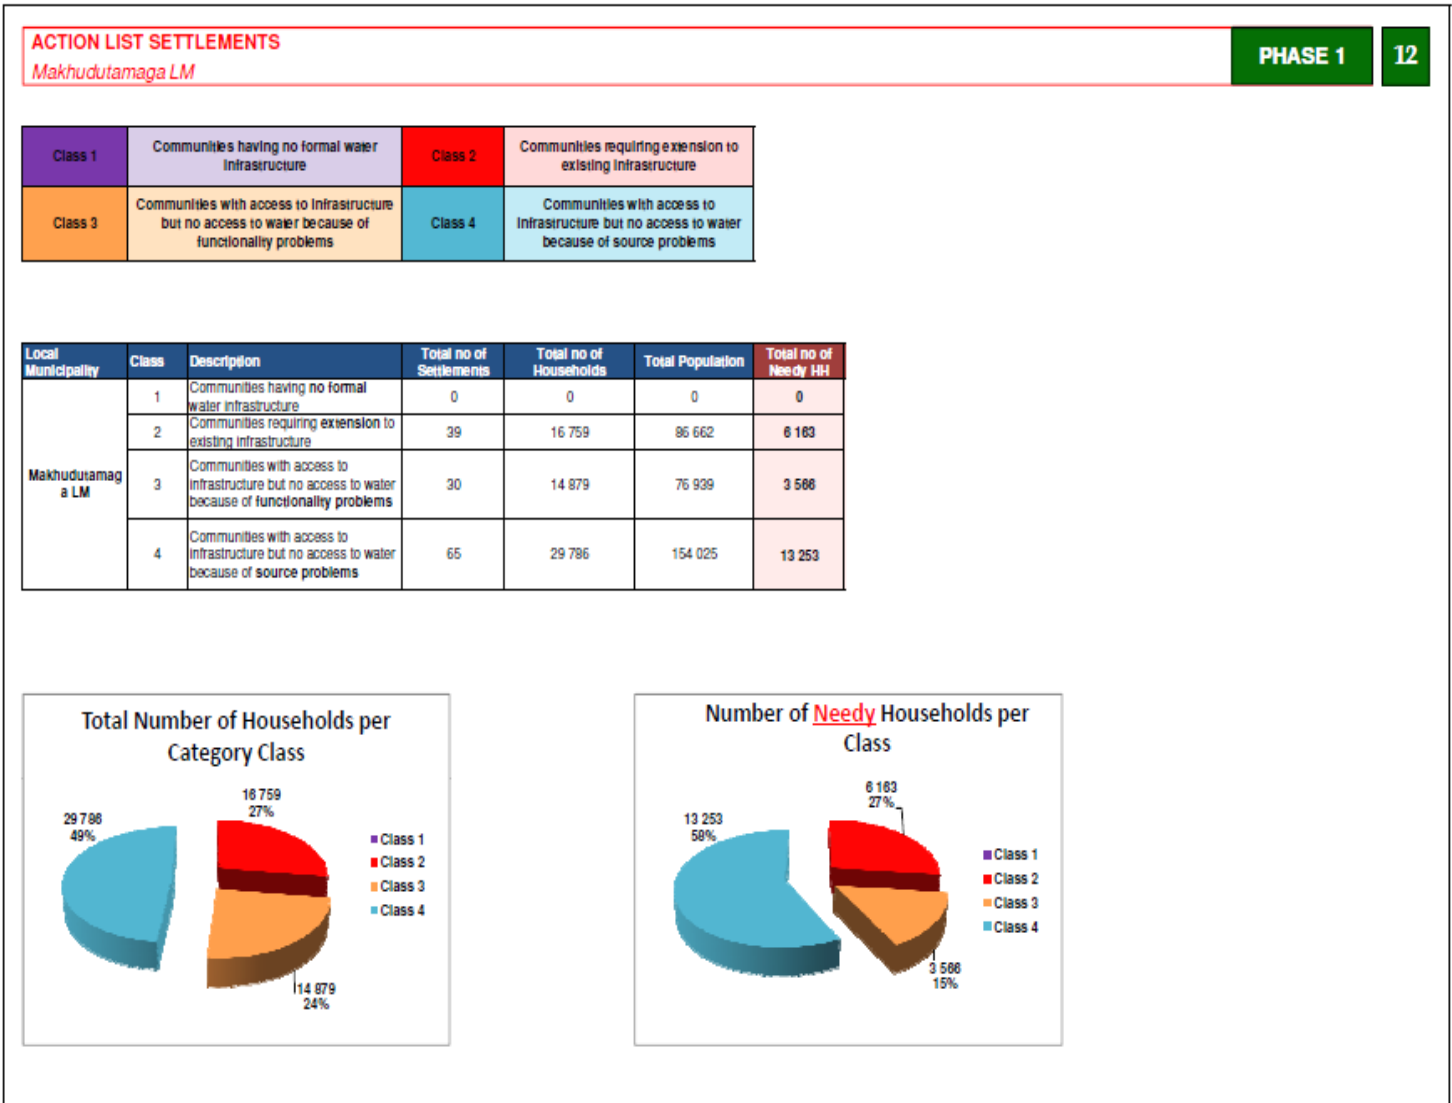 ACTION LIST SETTLEMENTS
Makhudutamaga LM
PHASE 1
12
Class 1
Communities having no formal water
infrastructure
Class 2
Communities requiring extension to
existing infrastructure
Class 3
Communities with access to infrastructure
but no access to water because of
functionality problems
Class 4
Communities with access to
infrastructure but no access to water
because of source problems
Local
Municipality
Class
Description
Total no of
Settlements
Total no of
Households
Total Population
Total no of
Needy HH
Makhudutamag
a LM
1
Communities having no formal
water infrastructure
0
0
0
0
2
Communities requiring extension to
existing infrastructure
39
16 759
86 662
6 163
3
Communities with access to
infrastructure but no access to water
because of functionality problems
30
14 879
76 939
3 566
4
Communities with access to
infrastructure but no access to water
because of source problems
65
29 786
154 025
13 253
Total Number of Households per
Category Class
16 759
27%
29 786
49%
14 879
24%
Class 1
Class 2
Class 3
Class 4
Number of Needy Households per
Class
6 163
27%
13 253
58%
3 566
15%
Class 1
Class 2
Class 3
Class 4